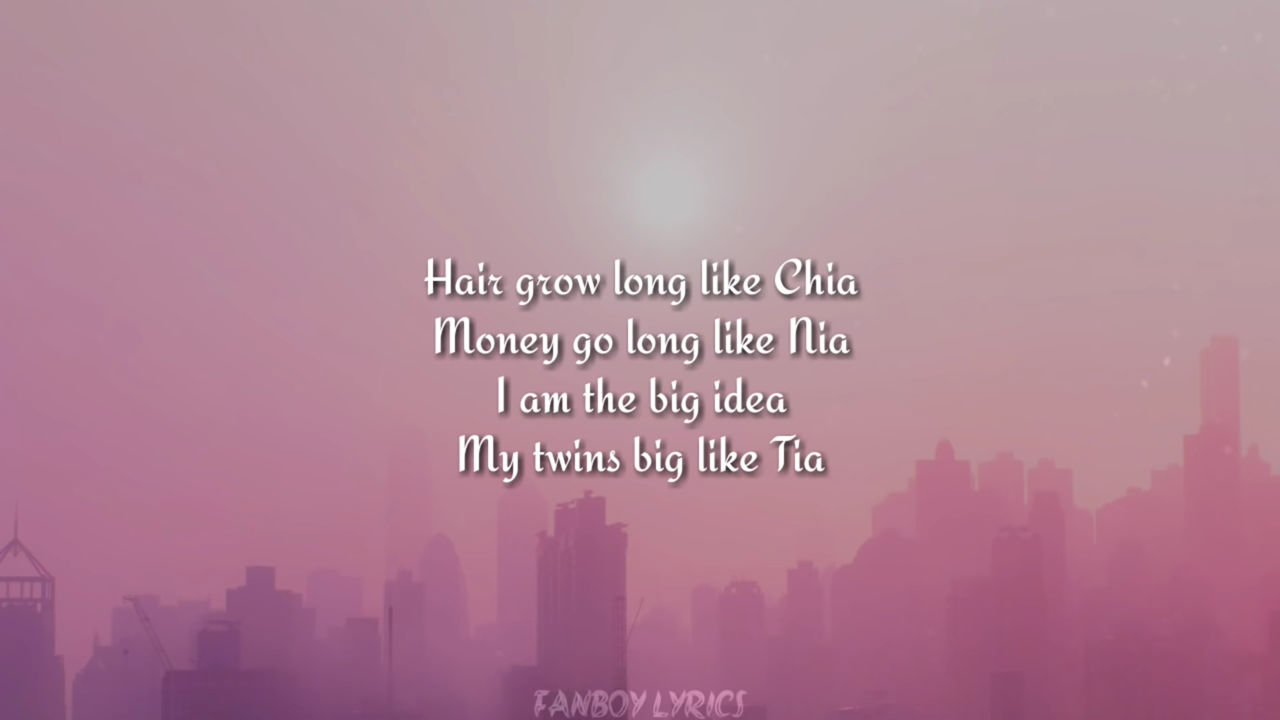 Hair grow long like Chia
Money go long like Nia
I am the big idea
My twins big like Tia
FANBOY LYRICS